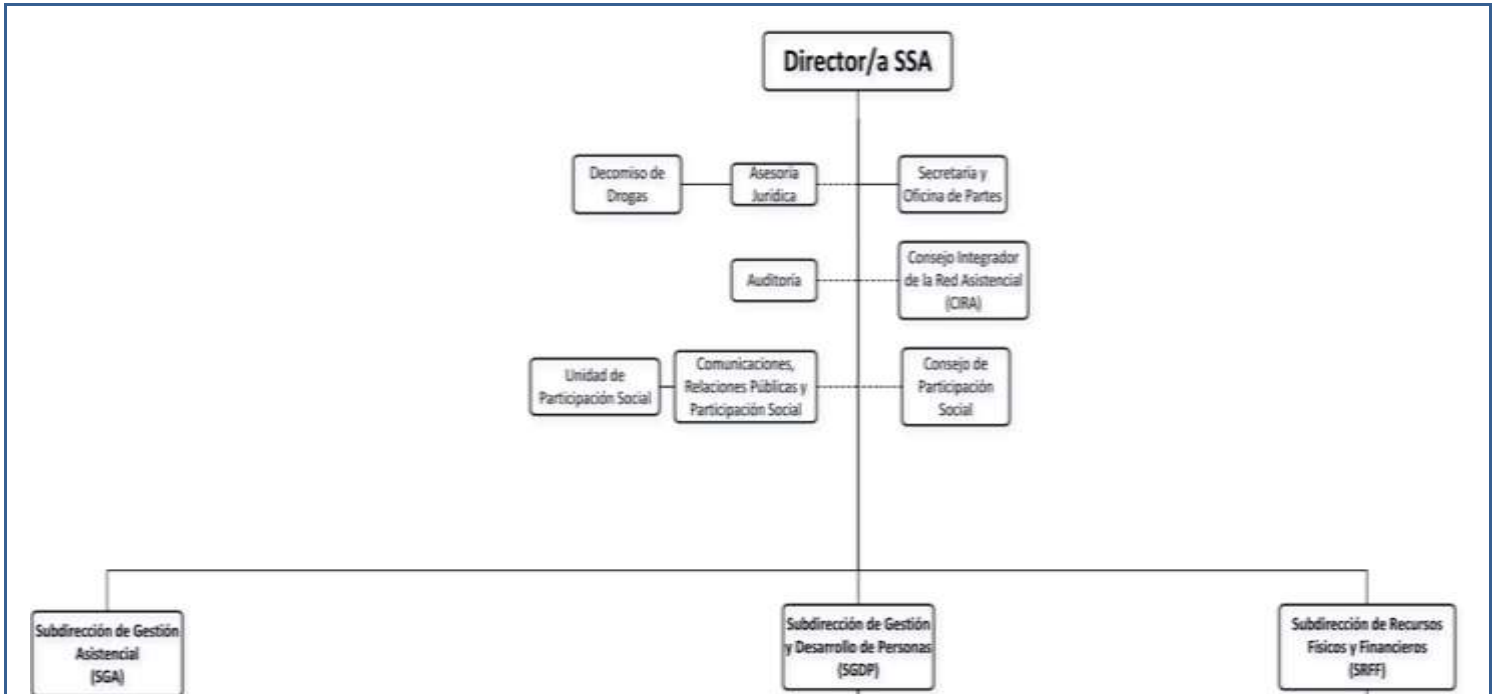 Director/a SSA
Decomiso de
Drogas
Asesoría
Jurídica
Secretaria y
Oficina de Partes
Auditoría
Consejo Integrador
de la Red Asistencial
(CIRA)
Unidad de
Participación Social
Comunicaciones,
Relaciones Públicas y
Participación Social
Consejo de
Participación
Social
Subdirección de Gestión
Asistencial
(SGA)
Subdirección de Gestión
y Desarrollo de Personas
(SGDP)
Subdirección de Recursos
Físicos y Financieros
(SRFF)